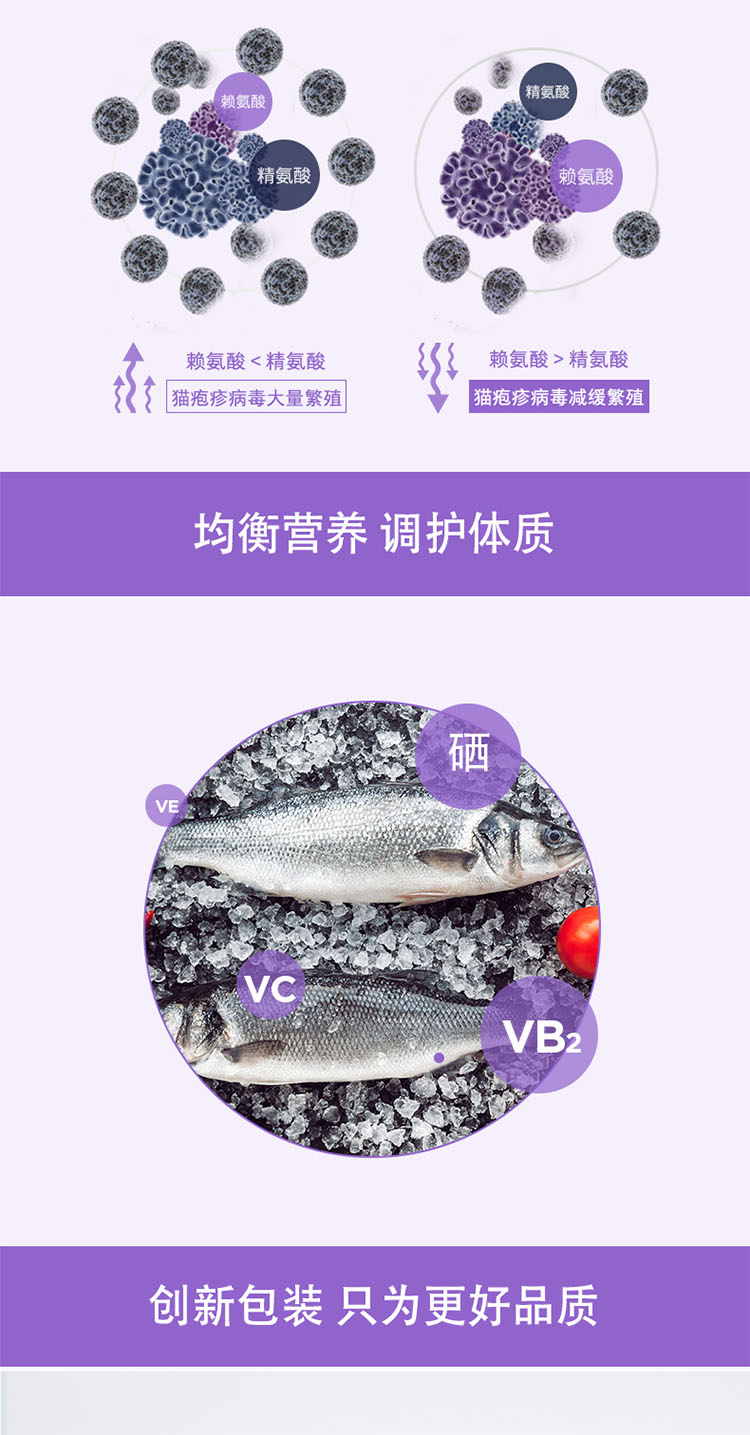 赖氨酸
精氨酸
精氨酸
赖氨酸
赖氨酸 < 精氨酸
猫疱疹病毒大量繁殖
赖氨酸 > 精氨酸
猫疱疹病毒减缓繁殖
均衡营养 调护体质
硒
VE
VC
VB₂
创新包装 只为更好品质